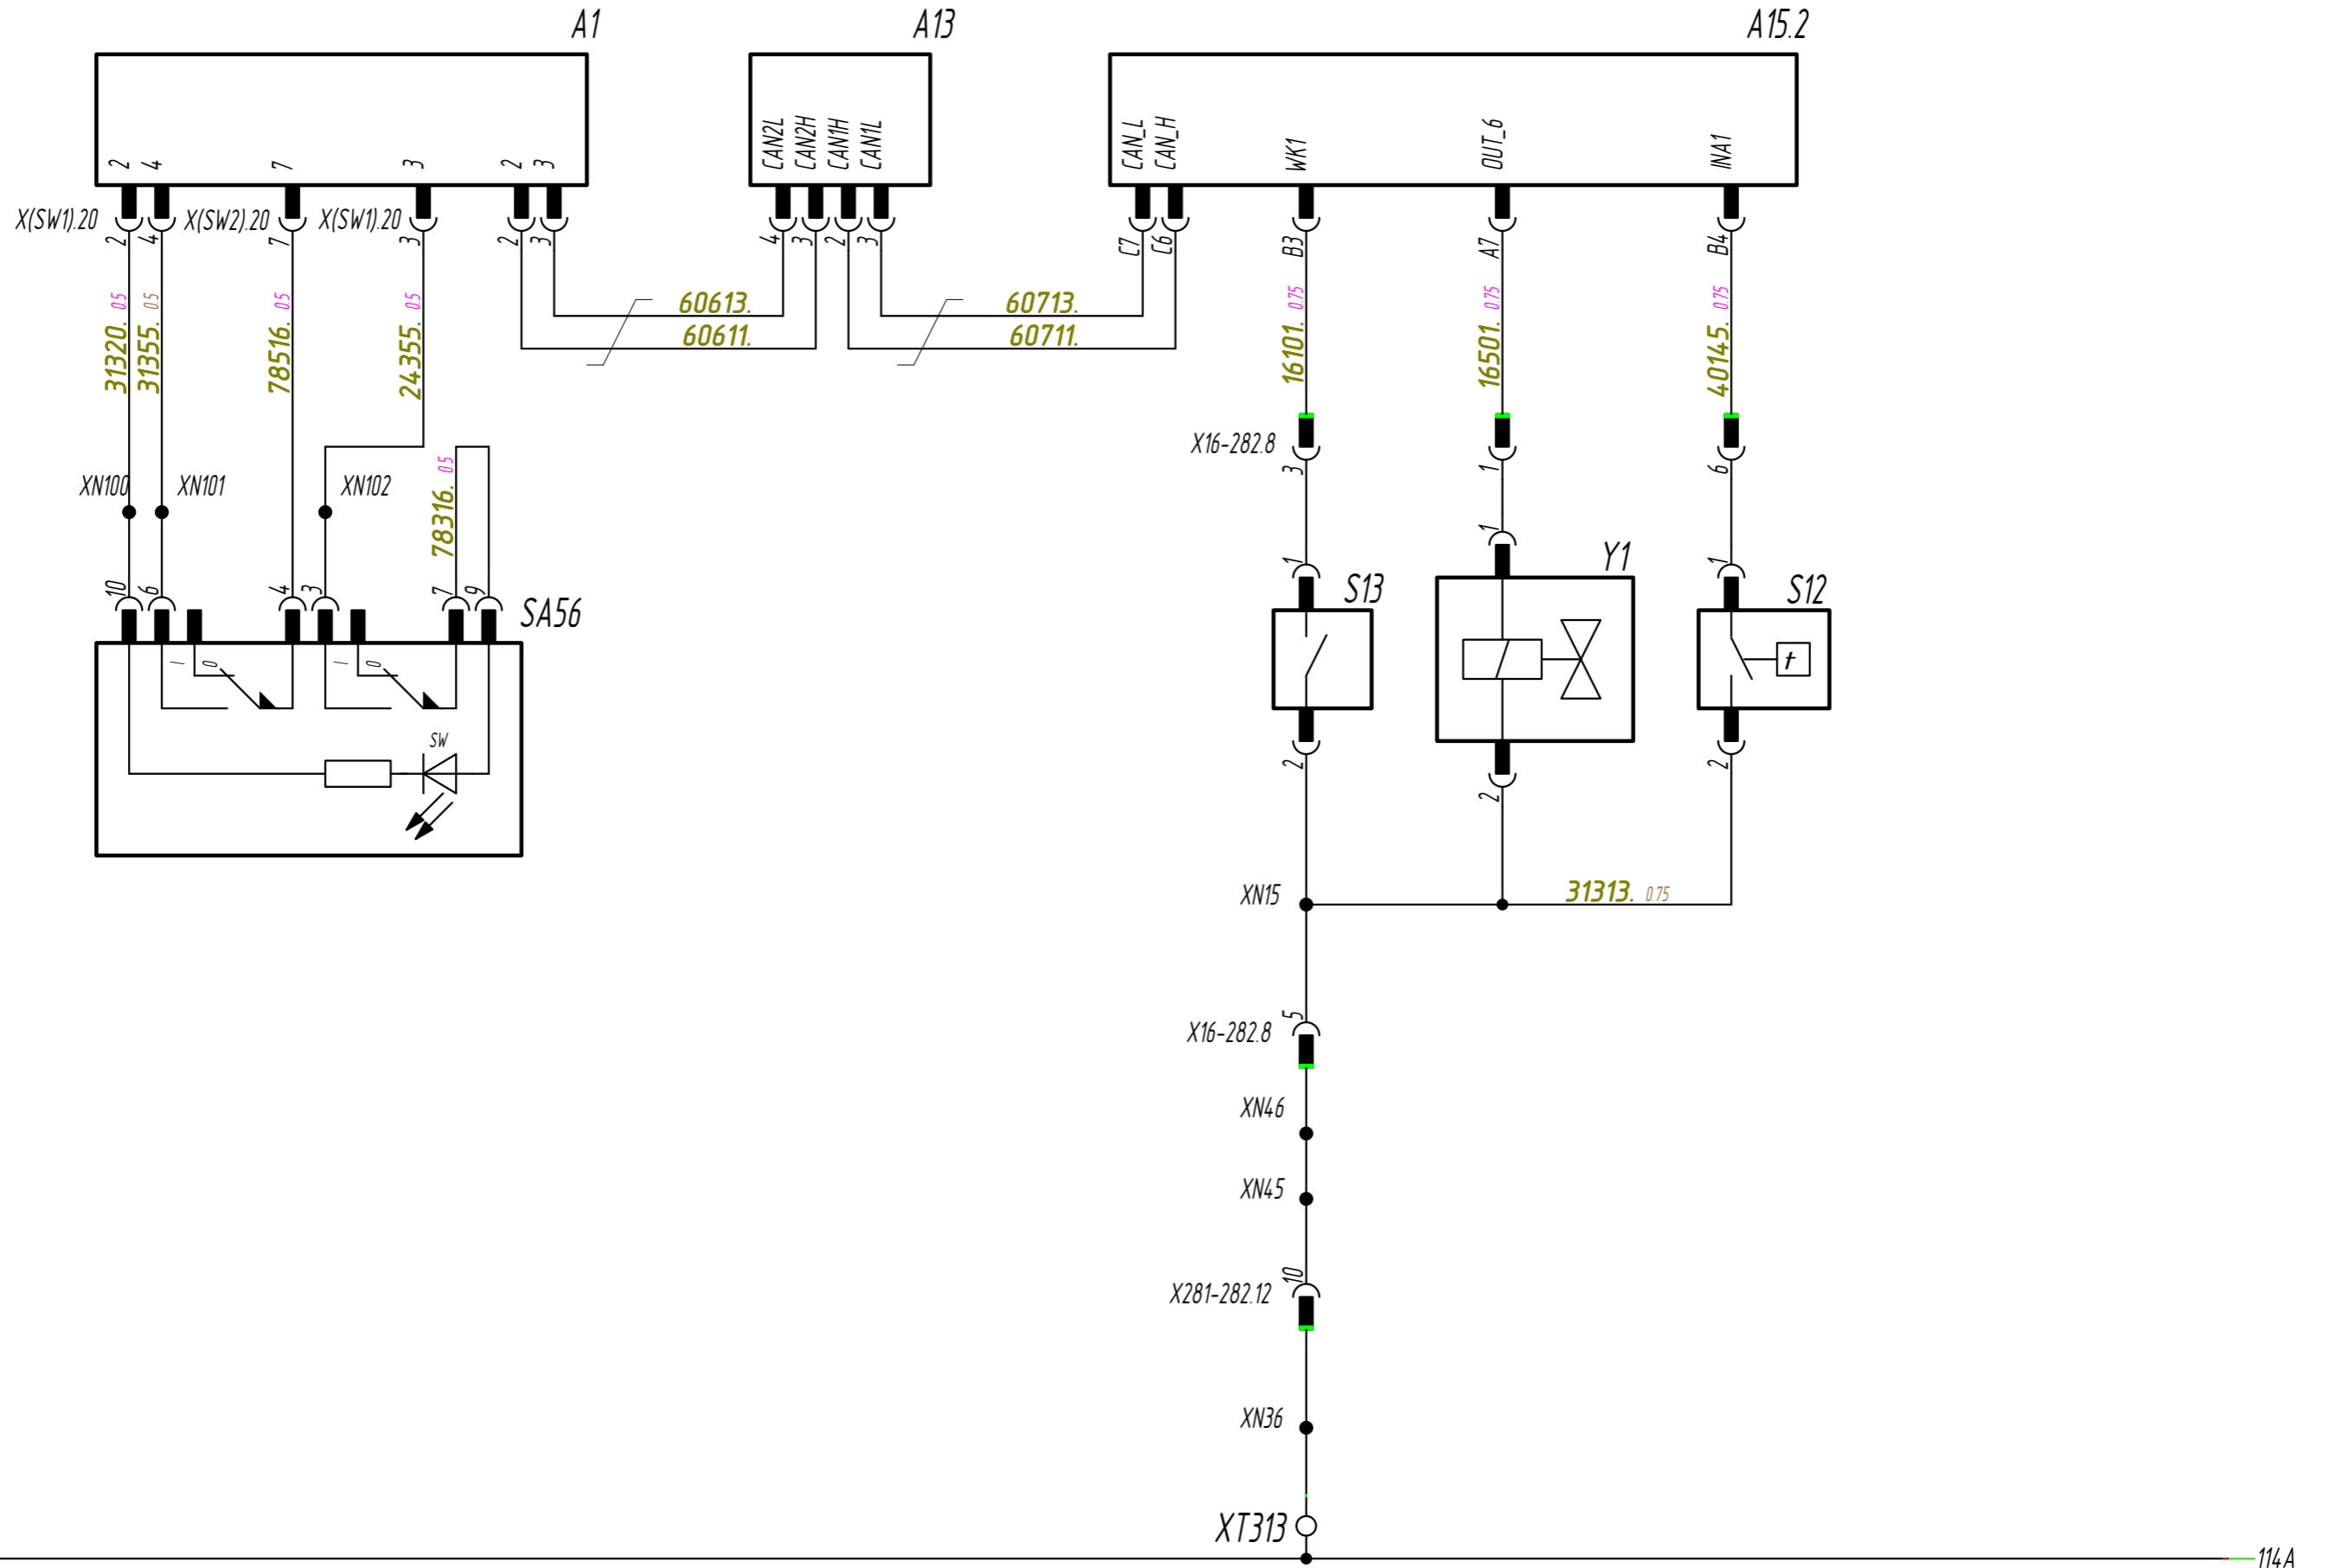 A1 A13 A15.2
CAN2L CAN2H CAN1H CAN1L CAN_L CAN_H WK1 OUT_6 INA1
2 4 7 3 2 3
X(SW1).20 X(SW2).20 X(SW1).20
2 4 7 3 2 3 4 3 2 3 C7 C6 B3 A7 B4
31320. 0.5
31355. 0.5
78516. 0.5
24355. 0.5
60613.
60611.
60713.
60711.
16101. 0.75
16501. 0.75
40145. 0.75
X16-282.8
3 1 6
XN100 XN101 XN102
78316. 0.5
1 1 1
Y1
S13 S12
10 6 4 3 7 9
SA56
I 0 I 0
t
SW
2 2 2
XN15
31313. 0.75
5
X16-282.8
XN46
XN45
10
X281-282.12
XN36
XT313
114A